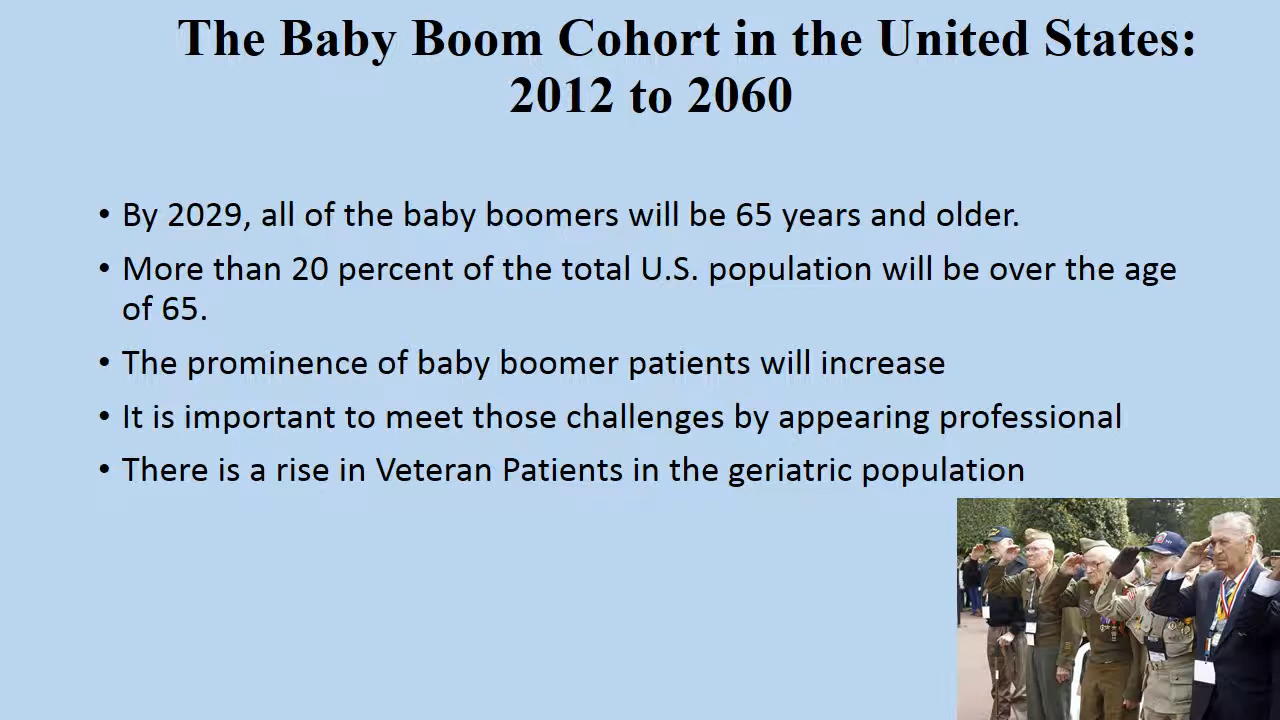 The Baby Boom Cohort in the United States:
2012 to 2060
• By 2029, all of the baby boomers will be 65 years and older.
• More than 20 percent of the total U.S. population will be over the age
of 65.
• The prominence of baby boomer patients will increase
• It is important to meet those challenges by appearing professional
• There is a rise in Veteran Patients in the geriatric population